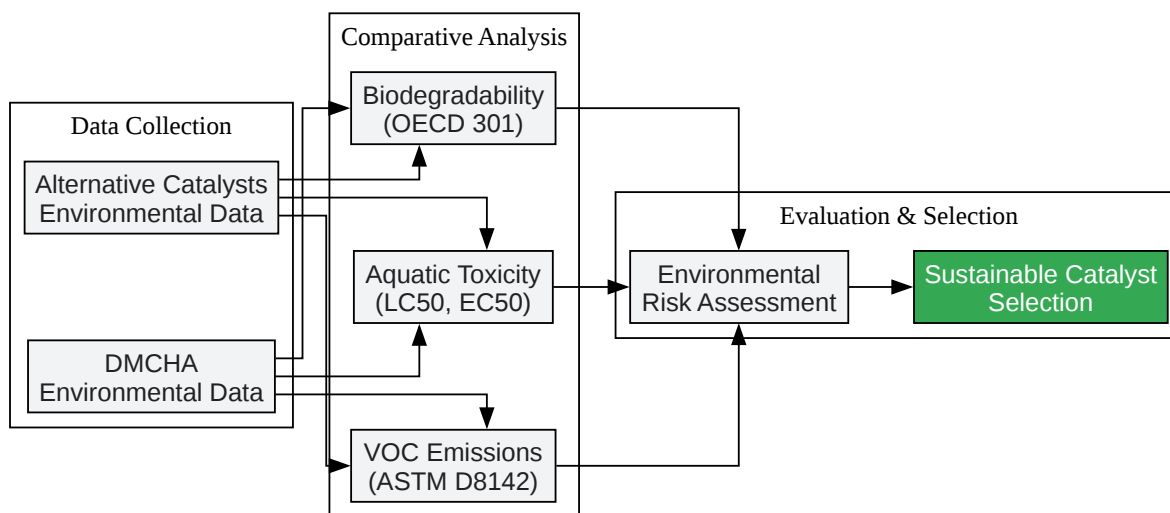 Data Collection
Alternative Catalysts
Environmental Data
DMCHA
Environmental Data
Comparative Analysis
Biodegradability
(OECD 301)
Aquatic Toxicity
(LC50, EC50)
VOC Emissions
(ASTM D8142)
Evaluation & Selection
Environmental
Risk Assessment
Sustainable Catalyst
Selection